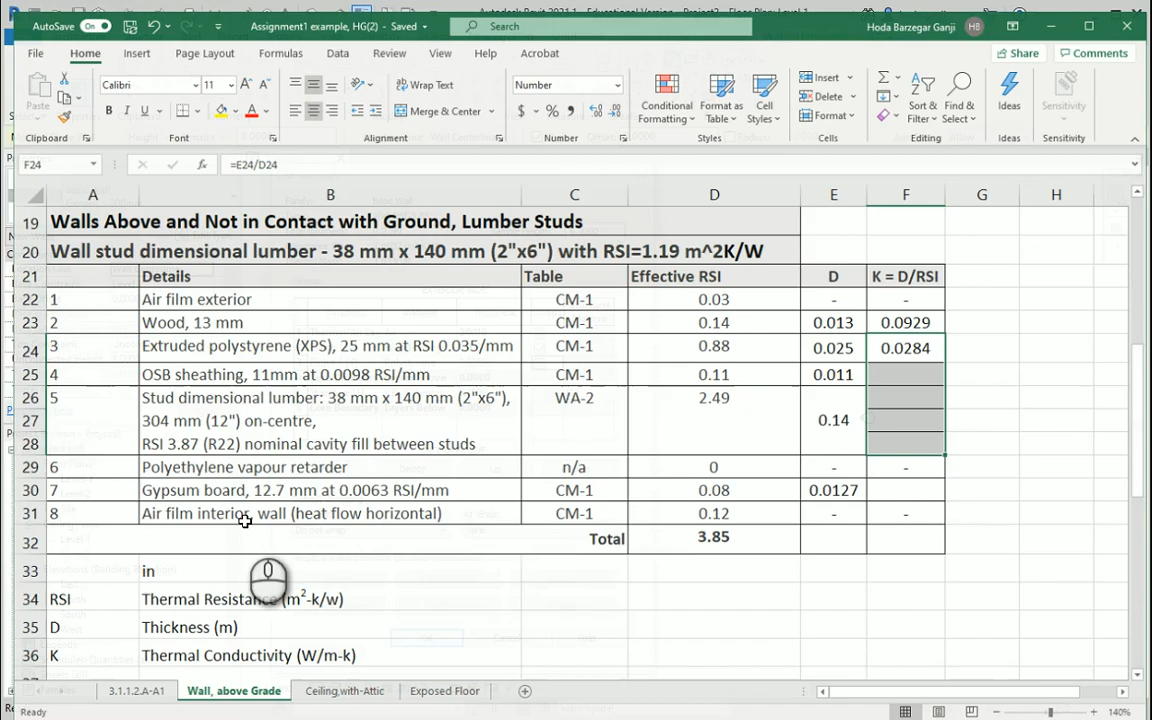 AutoSave On Assignment1 example, HG(2) - Saved Search Hoda Barzegar Ganji HB
File Home Insert Page Layout Formulas Data Review View Help Acrobat Share Comments
Paste Calibri 11 A A Wrap Text Number Conditional Formatting Format as Table Cell Styles Insert Sort & Filter Find & Select Ideas Sensitivity
B I U A Merge & Center $ % Delete
Format
Clipboard Font Alignment Number Styles Cells Editing Ideas Sensitivity
F24 fx =E24/D24
A B C D E F G H
19 Walls Above and Not in Contact with Ground, Lumber Studs
20 Wall stud dimensional lumber - 38 mm x 140 mm (2"x6") with RSI=1.19 m^2K/W
21 Details Table Effective RSI D K = D/RSI
22 1 Air film exterior CM-1 0.03 - -
23 2 Wood, 13 mm CM-1 0.14 0.013 0.0929
24 3 Extruded polystyrene (XPS), 25 mm at RSI 0.035/mm CM-1 0.88 0.025 0.0284
25 4 OSB sheathing, 11mm at 0.0098 RSI/mm CM-1 0.11 0.011
26 5 Stud dimensional lumber: 38 mm x 140 mm (2"x6"), WA-2 2.49
27 304 mm (12") on-centre, 0.14
28 RSI 3.87 (R22) nominal cavity fill between studs
29 6 Polyethylene vapour retarder n/a 0 - -
30 7 Gypsum board, 12.7 mm at 0.0063 RSI/mm CM-1 0.08 0.0127
31 8 Air film interior, wall (heat flow horizontal) CM-1 0.12 - -
32 Total 3.85
33 in
34 RSI Thermal Resistance (m2-k/w)
35 D Thickness (m)
36 K Thermal Conductivity (W/m-k)
3.1.1.2.A-A1 Wall, above Grade Ceiling,with-Attic Exposed Floor
Ready 140%